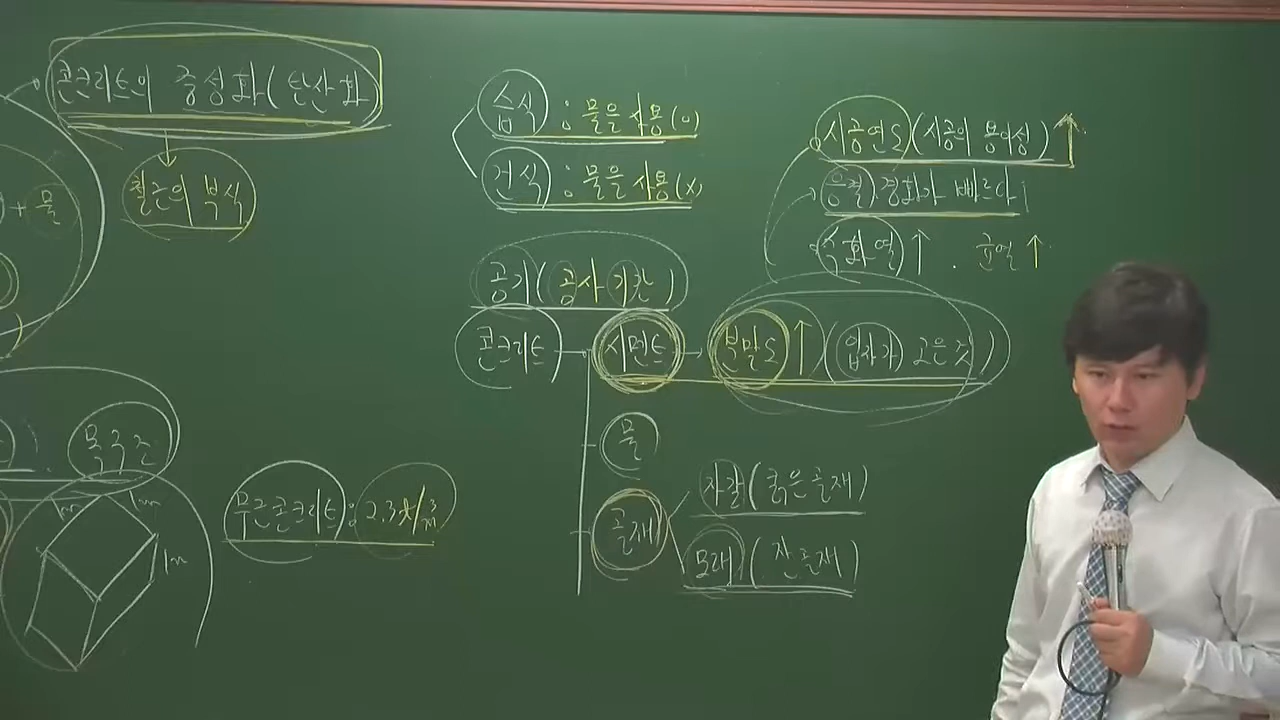 콘크리트의 중성화(탄산화
철근의 부식
+ 물
습식 : 물을 사용(o)
건식 : 물을 사용(x)
공기(공사 기간)
콘크리트 시멘트 분말도↑(입자가 고운것)
물
골재
자갈(굵은골재)
모래(잔골재)
시공연도(시공의 용이성)↑
응결, 경화가 빠르다
수화열↑. 균열↑
목구조
1m 1m
1m
무근콘크리트: 2.3t/㎥